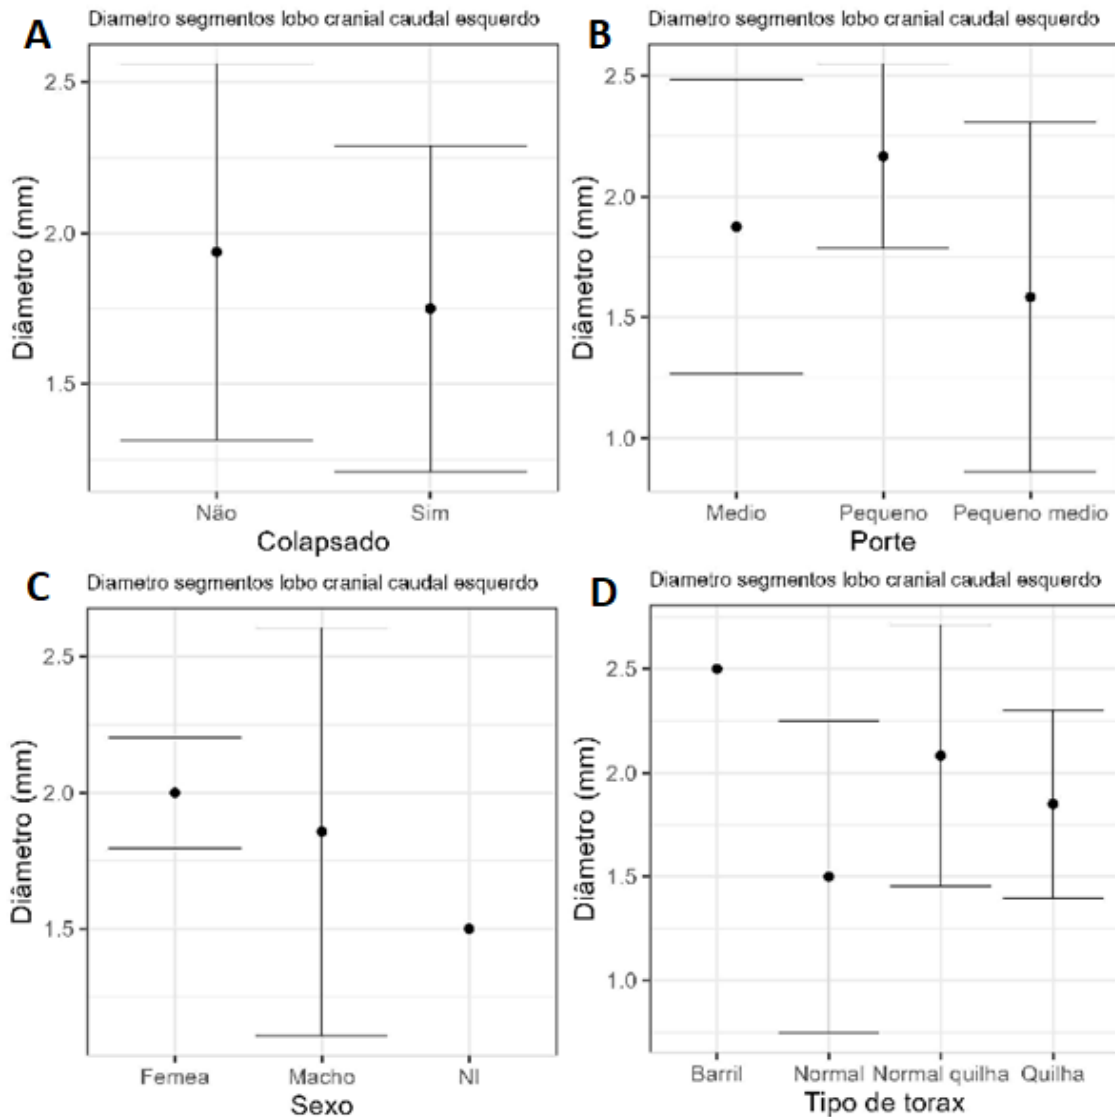 A
Diametro segmentos lobo cranial caudal esquerdo
Diâmetro (mm)
2.5
2.0
1.5
Não Sim
Colapsado
B
Diametro segmentos lobo cranial caudal esquerdo
Diâmetro (mm)
2.5
2.0
1.5
1.0
Medio Pequeno Pequeno medio
Porte
C
Diametro segmentos lobo cranial caudal esquerdo
Diâmetro (mm)
2.5
2.0
1.5
Femea Macho NI
Sexo
D
Diametro segmentos lobo cranial caudal esquerdo
Diâmetro (mm)
2.5
2.0
1.5
1.0
Barril Normal Normal quilha Quilha
Tipo de torax